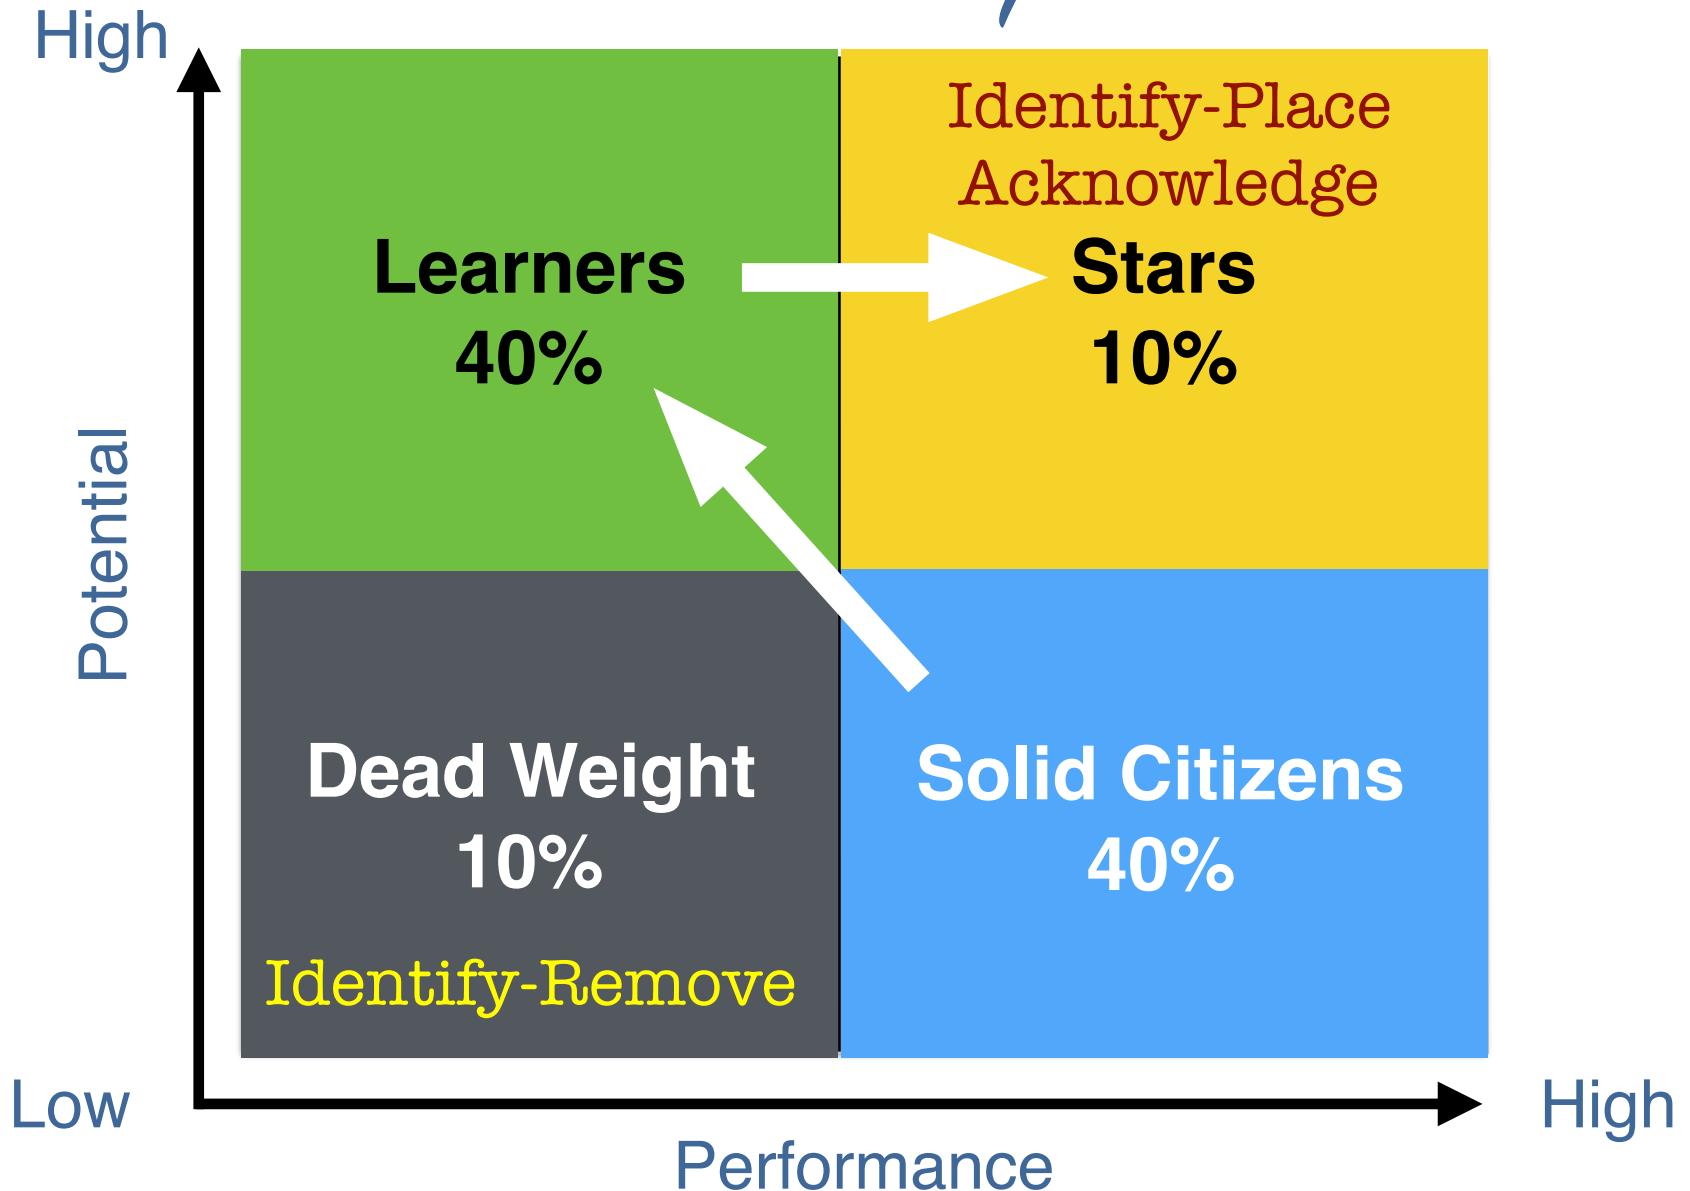 High
Identify-Place
Acknowledge
Learners
40%
Stars
10%
Potential
Dead Weight
10%
Identify-Remove
Solid Citizens
40%
Low
High
Performance